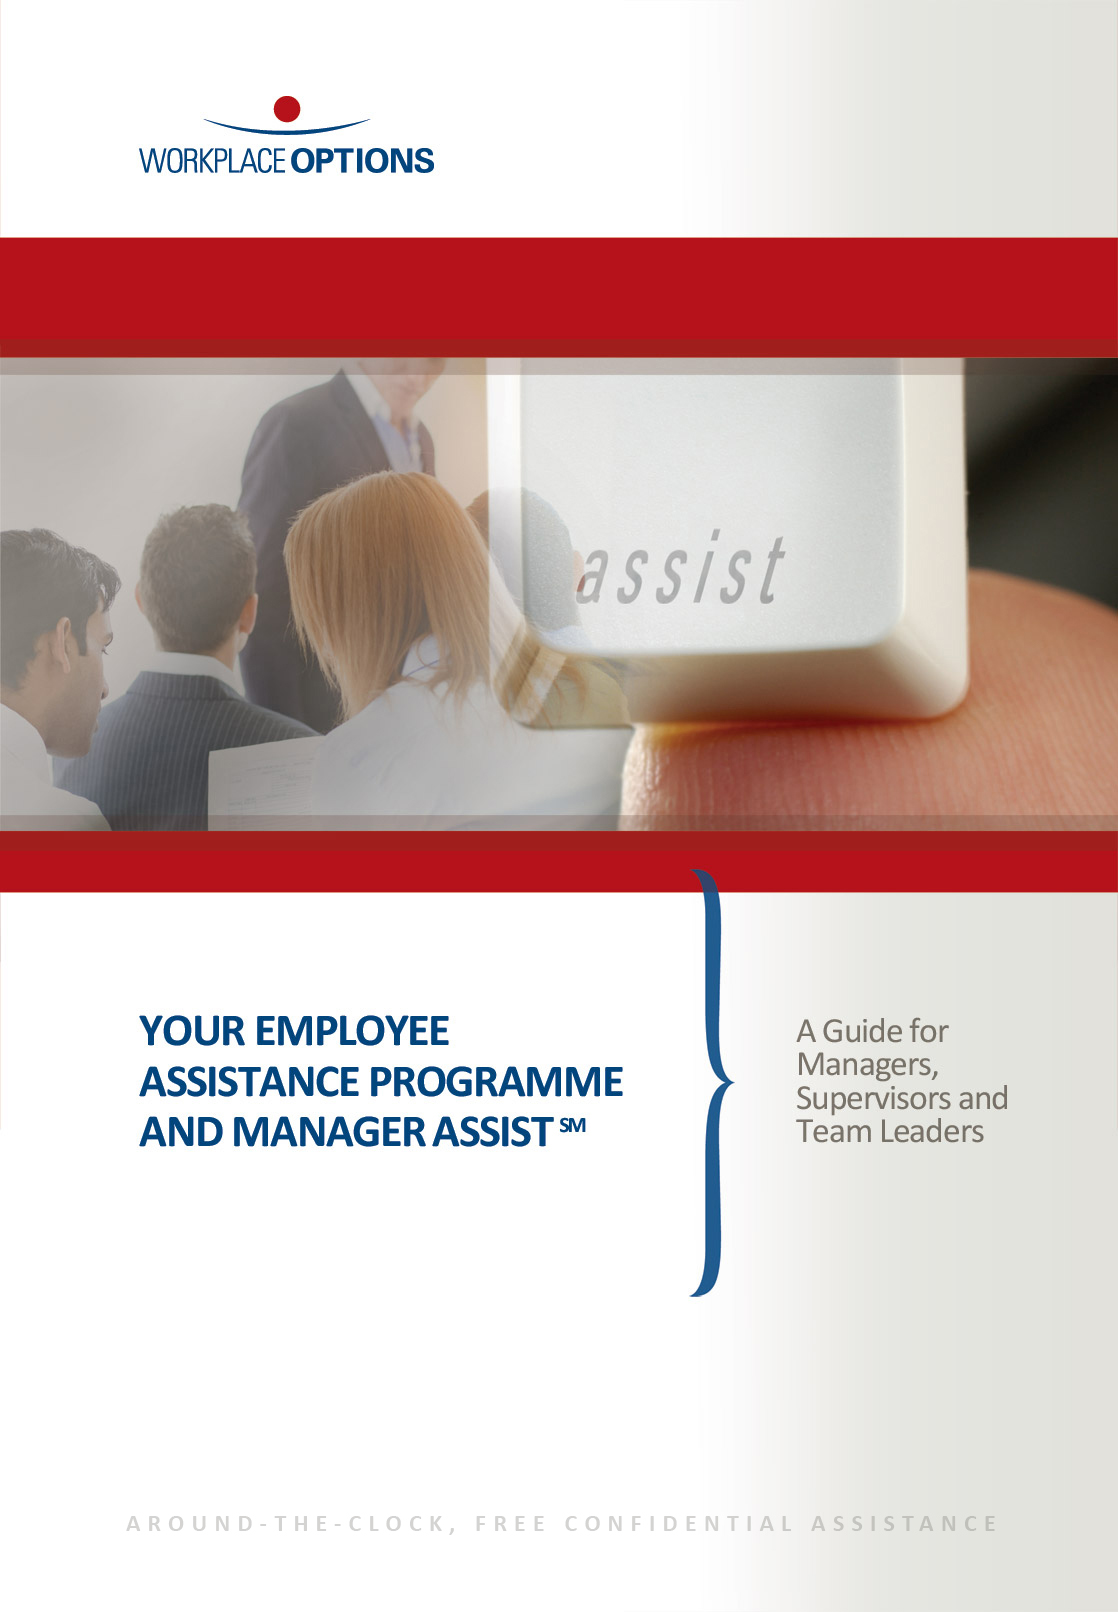 WORKPLACE OPTIONS
assist
YOUR EMPLOYEE
ASSISTANCE PROGRAMME
AND MANAGER ASSIST SM
A Guide for
Managers,
Supervisors and
Team Leaders
AROUND-THE-CLOCK, FREE CONFIDENTIAL ASSISTANCE